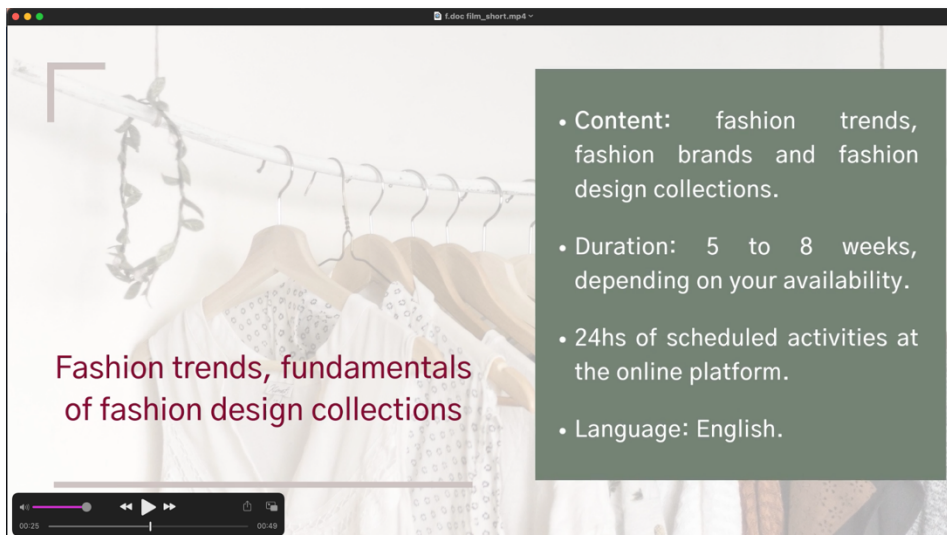 f.doc film_short.mp4
• Content: fashion trends,
fashion brands and fashion
design collections.
• Duration: 5 to 8 weeks,
depending on your availability.
• 24hs of scheduled activities at
the online platform.
• Language: English.
Fashion trends, fundamentals
of fashion design collections
00:25
00:49